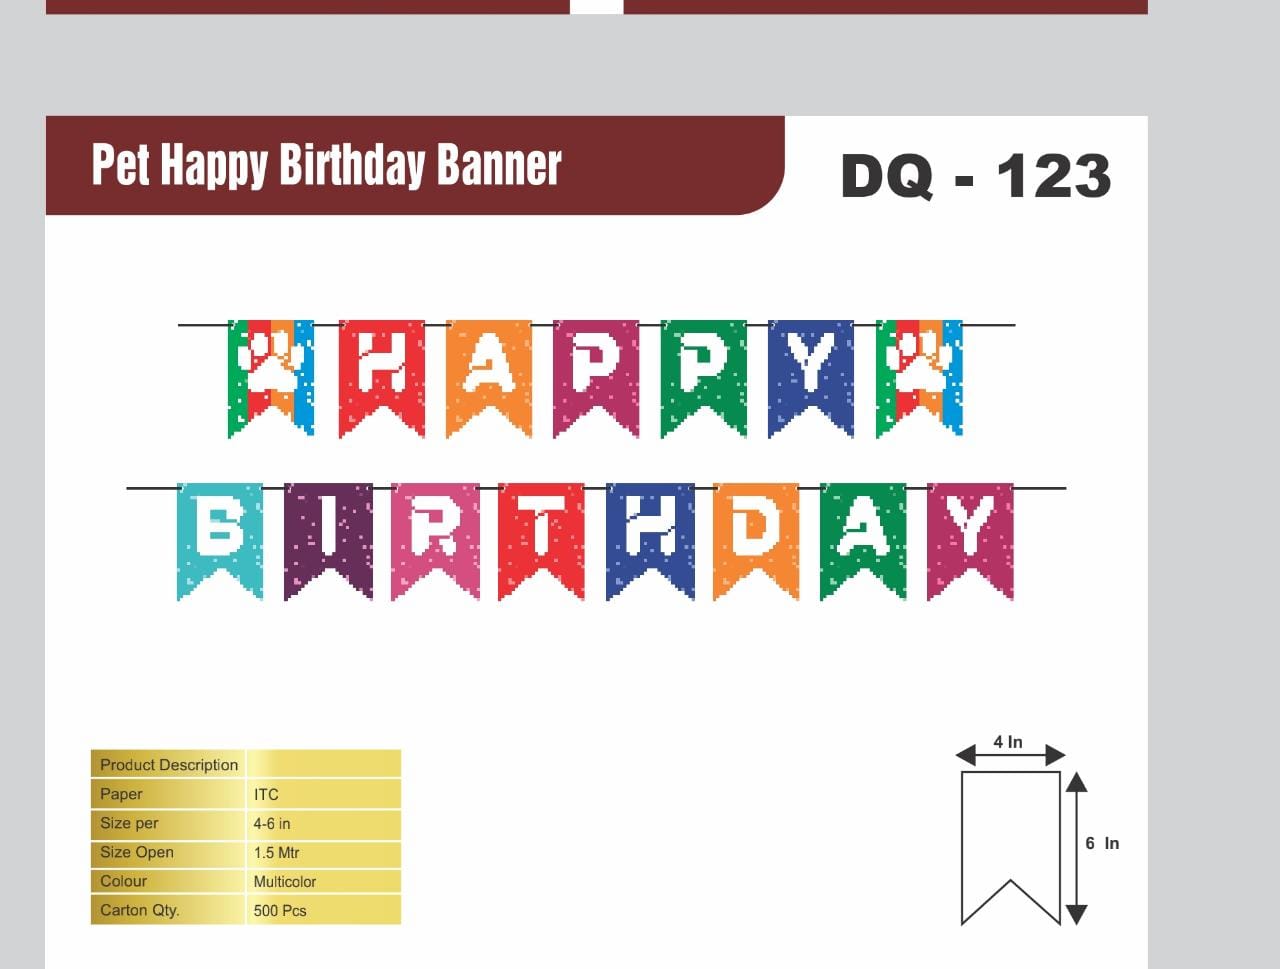 Pet Happy Birthday Banner
DQ - 123
HAPPY
BIRTHDAY
Product Description
Paper ITC
Size per 4-6 in
Size Open 1.5 Mtr
Colour Multicolor
Carton Qty. 500 Pcs
4 In
6 In